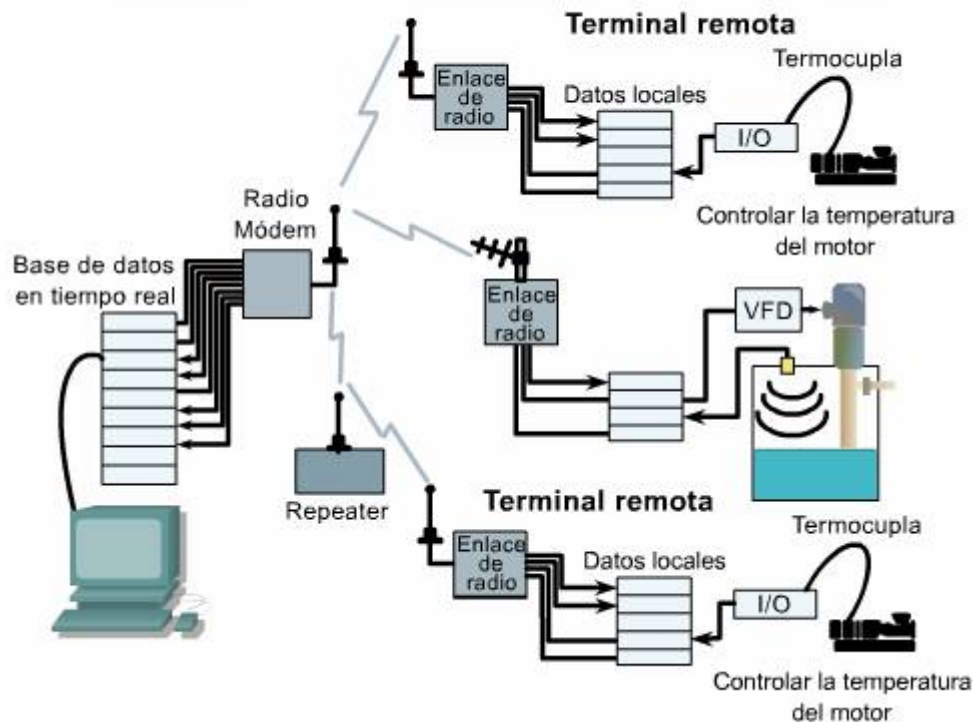 Terminal remota
Termocupla
Enlace
de
radio
Datos locales
I/O
Controlar la temperatura
del motor
Radio
Módem
Base de datos
en tiempo real
Enlace
de
radio
VFD
Repeater
Terminal remota
Termocupla
Enlace
de
radio
Datos locales
I/O
Controlar la temperatura
del motor